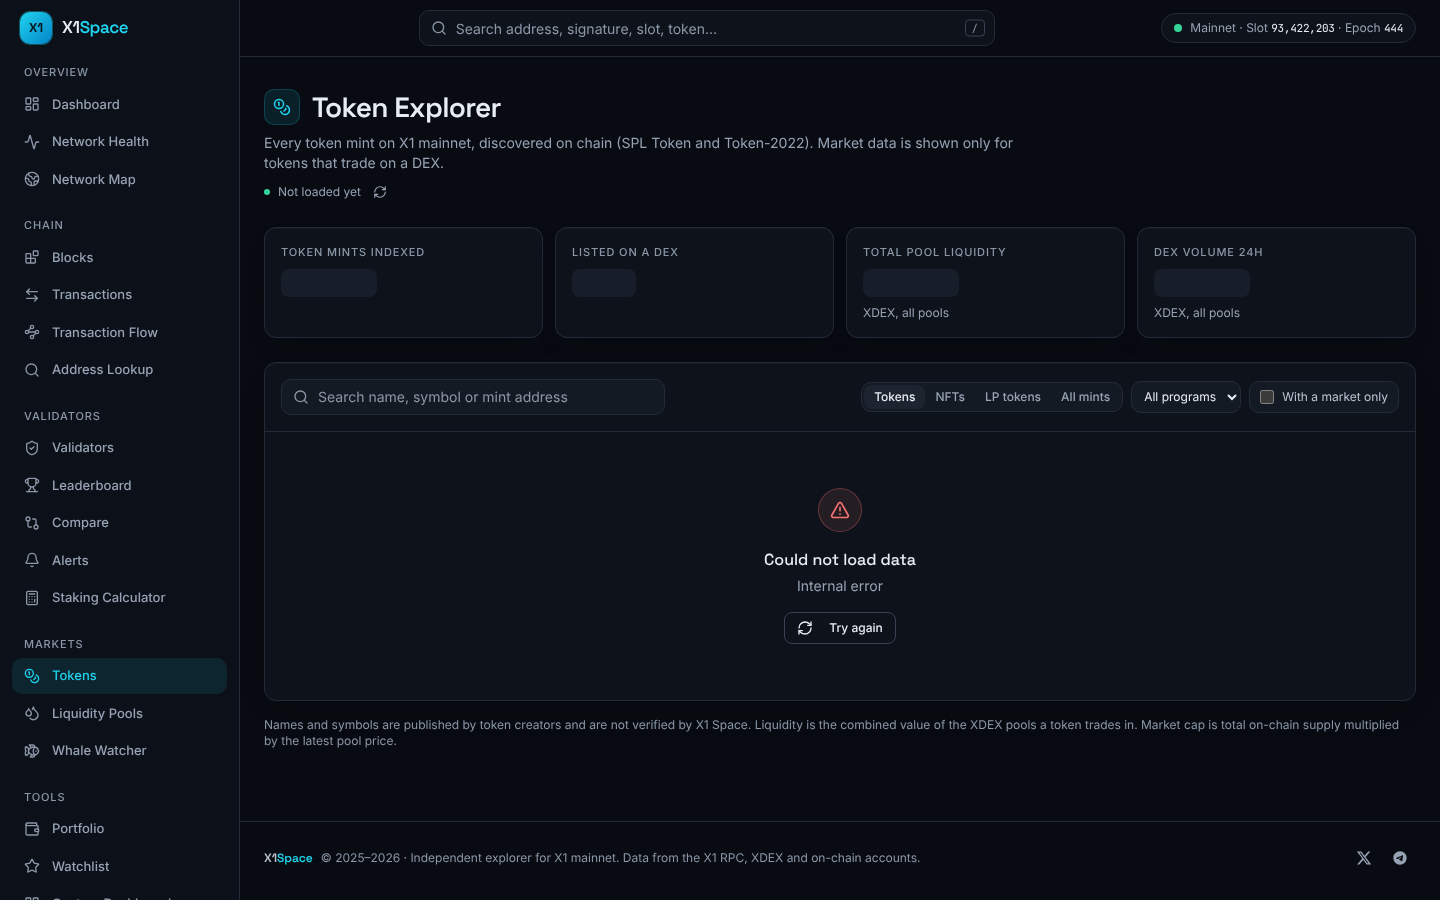 X1 X1Space
Search address, signature, slot, token... /
Mainnet · Slot 93,422,203 · Epoch 444
OVERVIEW
Dashboard
Network Health
Network Map
CHAIN
Blocks
Transactions
Transaction Flow
Address Lookup
VALIDATORS
Validators
Leaderboard
Compare
Alerts
Staking Calculator
MARKETS
Tokens
Liquidity Pools
Whale Watcher
TOOLS
Portfolio
Watchlist
Token Explorer
Every token mint on X1 mainnet, discovered on chain (SPL Token and Token-2022). Market data is shown only for
tokens that trade on a DEX.
Not loaded yet
TOKEN MINTS INDEXED
LISTED ON A DEX
TOTAL POOL LIQUIDITY
XDEX, all pools
DEX VOLUME 24H
XDEX, all pools
Search name, symbol or mint address
Tokens NFTs LP tokens All mints All programs With a market only
Could not load data
Internal error
Try again
Names and symbols are published by token creators and are not verified by X1 Space. Liquidity is the combined value of the XDEX pools a token trades in. Market cap is total on-chain supply multiplied
by the latest pool price.
X1Space © 2025–2026 · Independent explorer for X1 mainnet. Data from the X1 RPC, XDEX and on-chain accounts.